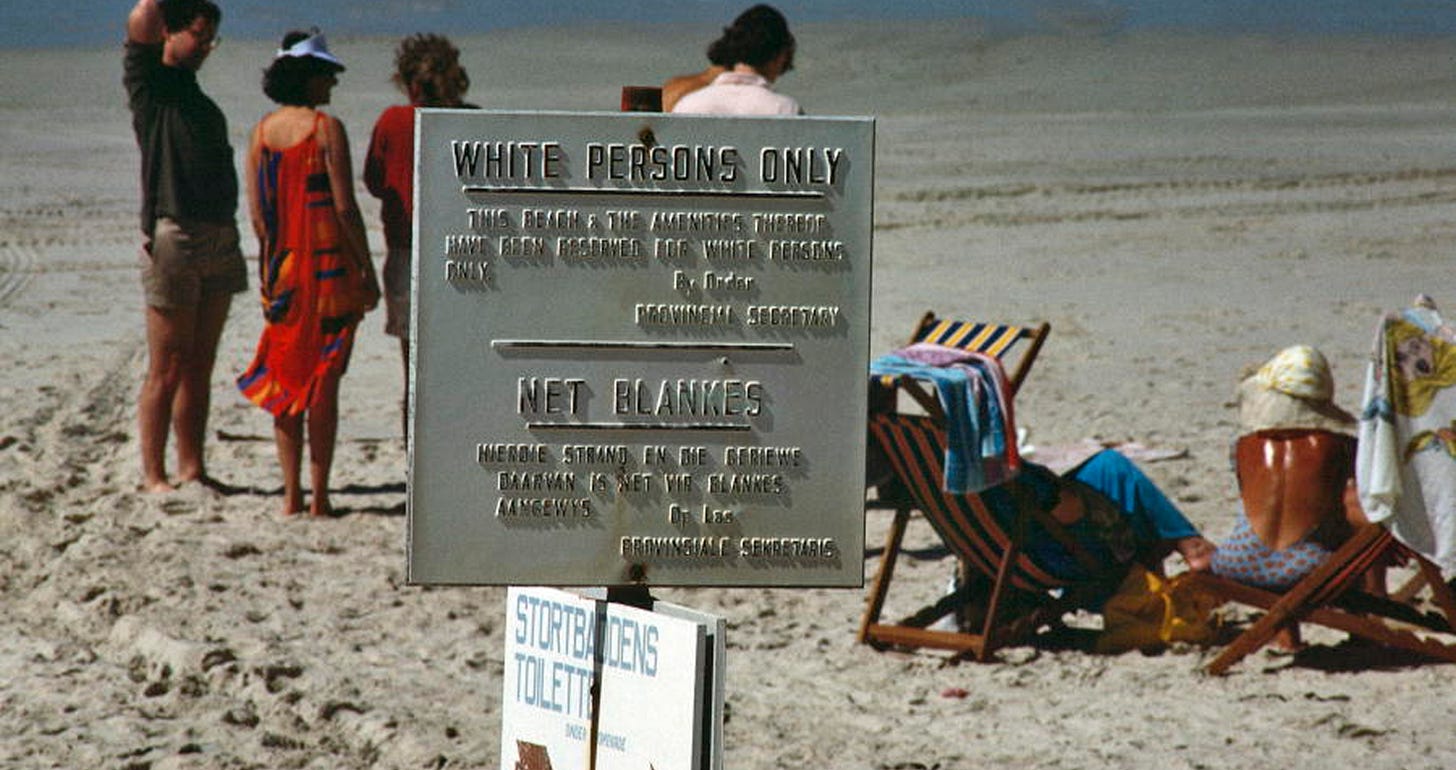 WHITE PERSONS ONLY
THIS BEACH & THE AMENITIES THEREOF
HAVE BEEN RESERVED FOR WHITE PERSONS
ONLY.
By Order
PROVINCIAL SECRETARY
NET BLANKES
HIERDIE STRAND EN DIE GERIEWE
DAARVAN IS NET VIR BLANKES
AANGEWYS
Op Las
PROVINSIALE SEKRETARIS
STORTBADDENS
TOILETTE